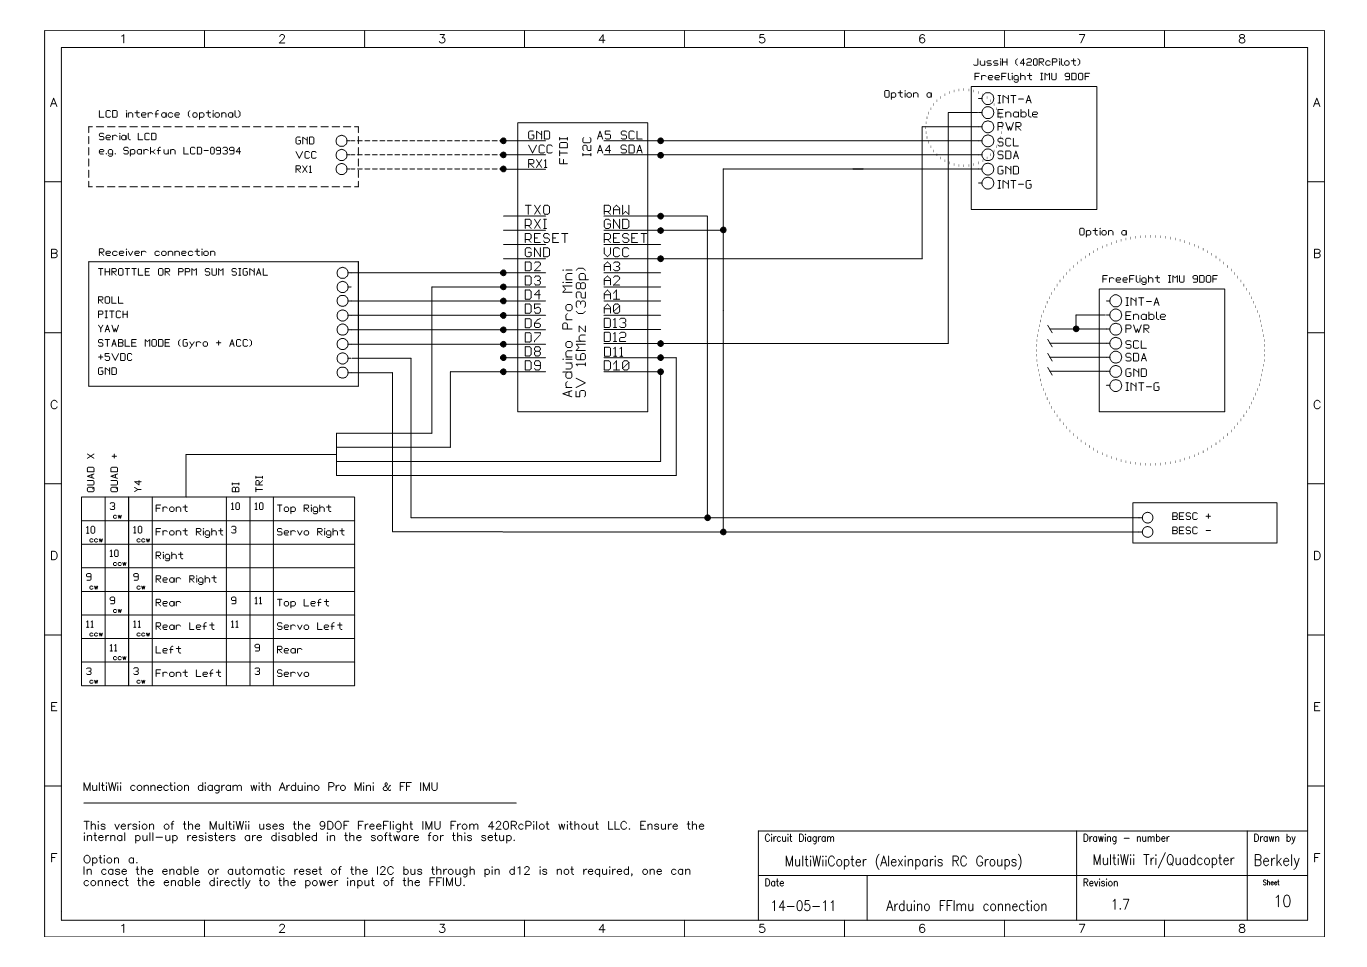 1 2 3 4 5 6 7 8
A
B
C
D
E
F
A
B
C
D
E
F
JussiH (420RcPilot)
FreeFlight IMU 9DOF
Option a
INT-A
Enable
PWR
SCL
SDA
GND
INT-G
LCD interface (optional)
Serial LCD
e.g. Sparkfun LCD-09394
GND
VCC
RX1
GND
VCC
RX1
FTDI
I2C
A5 SCL
A4 SDA
TXO
RXI
RESET
GND
D2
D3
D4
D5
D6
D7
D8
D9
Arduino Pro Mini
5V 16Mhz (328p)
RAW
GND
RESET
VCC
A3
A2
A1
A0
D13
D12
D11
D10
Receiver connection
THROTTLE OR PPM SUM SIGNAL
ROLL
PITCH
YAW
STABLE MODE (Gyro + ACC)
+5VDC
GND
Option a
FreeFlight IMU 9DOF
INT-A
Enable
PWR
SCL
SDA
GND
INT-G
BESC +
BESC -
QUAD X QUAD + Y4 BI TRI
3 cw Front 10 10 Top Right
10 ccw 10 ccw Front Right 3 Servo Right
10 ccw Right
9 cw 9 cw Rear Right
9 cw Rear 9 11 Top Left
11 ccw 11 ccw Rear Left 11 Servo Left
11 ccw Left 9 Rear
3 cw 3 cw Front Left 3 Servo
MultiWii connection diagram with Arduino Pro Mini & FF IMU
This version of the MultiWii uses the 9DOF FreeFlight IMU From 420RcPilot without LLC. Ensure the
internal pull-up resisters are disabled in the software for this setup.
Option a.
In case the enable or automatic reset of the I2C bus through pin d12 is not required, one can
connect the enable directly to the power input of the FFIMU.
Circuit Diagram
MultiWiiCopter (Alexinparis RC Groups)
Drawing - number
MultiWii Tri/Quadcopter
Drawn by
Berkely
Date
14-05-11
Arduino FFImu connection
Revision
1.7
Sheet
10
1 2 3 4 5 6 7 8